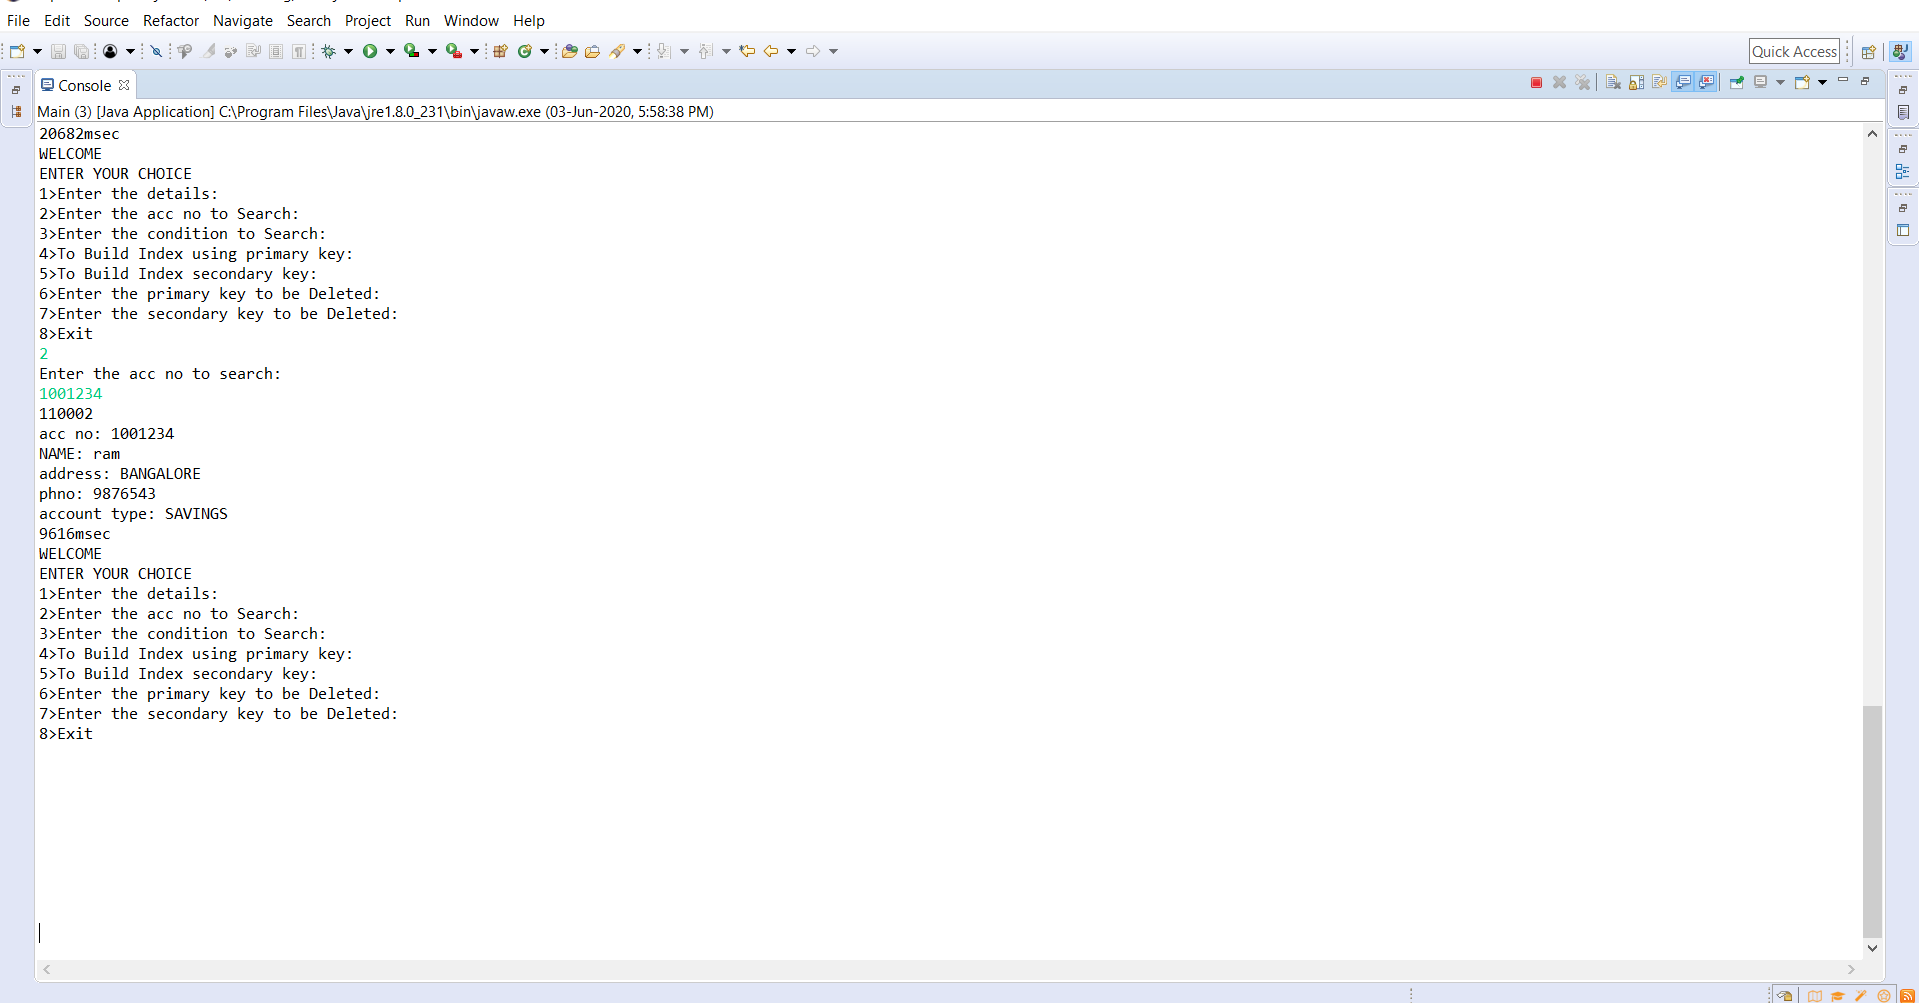 File Edit Source Refactor Navigate Search Project Run Window Help
Quick Access
Console
Main (3) [Java Application] C:\Program Files\Java\jre1.8.0_231\bin\javaw.exe (03-Jun-2020, 5:58:38 PM)
20682msec
WELCOME
ENTER YOUR CHOICE
1>Enter the details:
2>Enter the acc no to Search:
3>Enter the condition to Search:
4>To Build Index using primary key:
5>To Build Index secondary key:
6>Enter the primary key to be Deleted:
7>Enter the secondary key to be Deleted:
8>Exit
2
Enter the acc no to search:
1001234
110002
acc no: 1001234
NAME: ram
address: BANGALORE
phno: 9876543
account type: SAVINGS
9616msec
WELCOME
ENTER YOUR CHOICE
1>Enter the details:
2>Enter the acc no to Search:
3>Enter the condition to Search:
4>To Build Index using primary key:
5>To Build Index secondary key:
6>Enter the primary key to be Deleted:
7>Enter the secondary key to be Deleted:
8>Exit